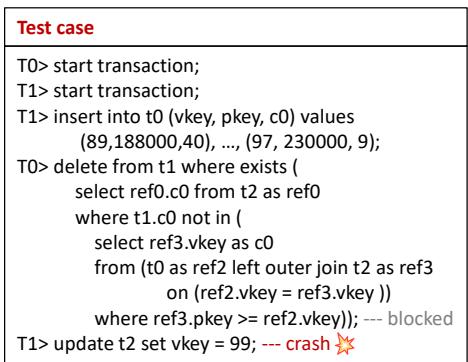 Test case
T0> start transaction;
T1> start transaction;
T1> insert into t0 (vkey, pkey, c0) values
(89,188000,40), …, (97, 230000, 9);
T0> delete from t1 where exists (
select ref0.c0 from t2 as ref0
where t1.c0 not in (
select ref3.vkey as c0
from (t0 as ref2 left outer join t2 as ref3
on (ref2.vkey = ref3.vkey ))
where ref3.pkey >= ref2.vkey)); --- blocked
T1> update t2 set vkey = 99; --- crash 💥